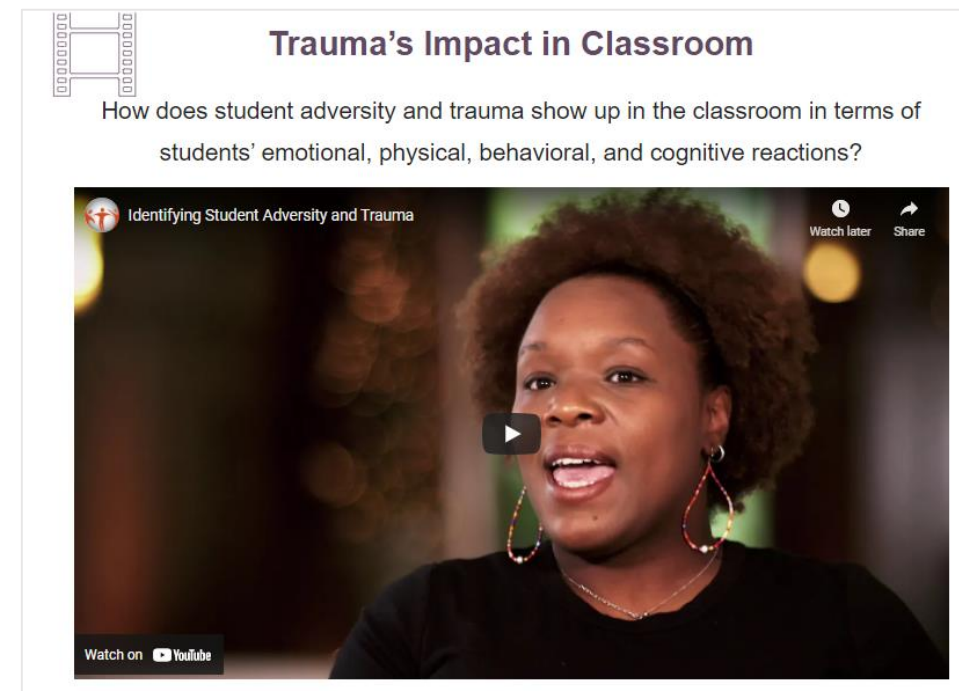 Trauma’s Impact in Classroom
How does student adversity and trauma show up in the classroom in terms of
students’ emotional, physical, behavioral, and cognitive reactions?
Identifying Student Adversity and Trauma
Watch later
Share
Watch on YouTube